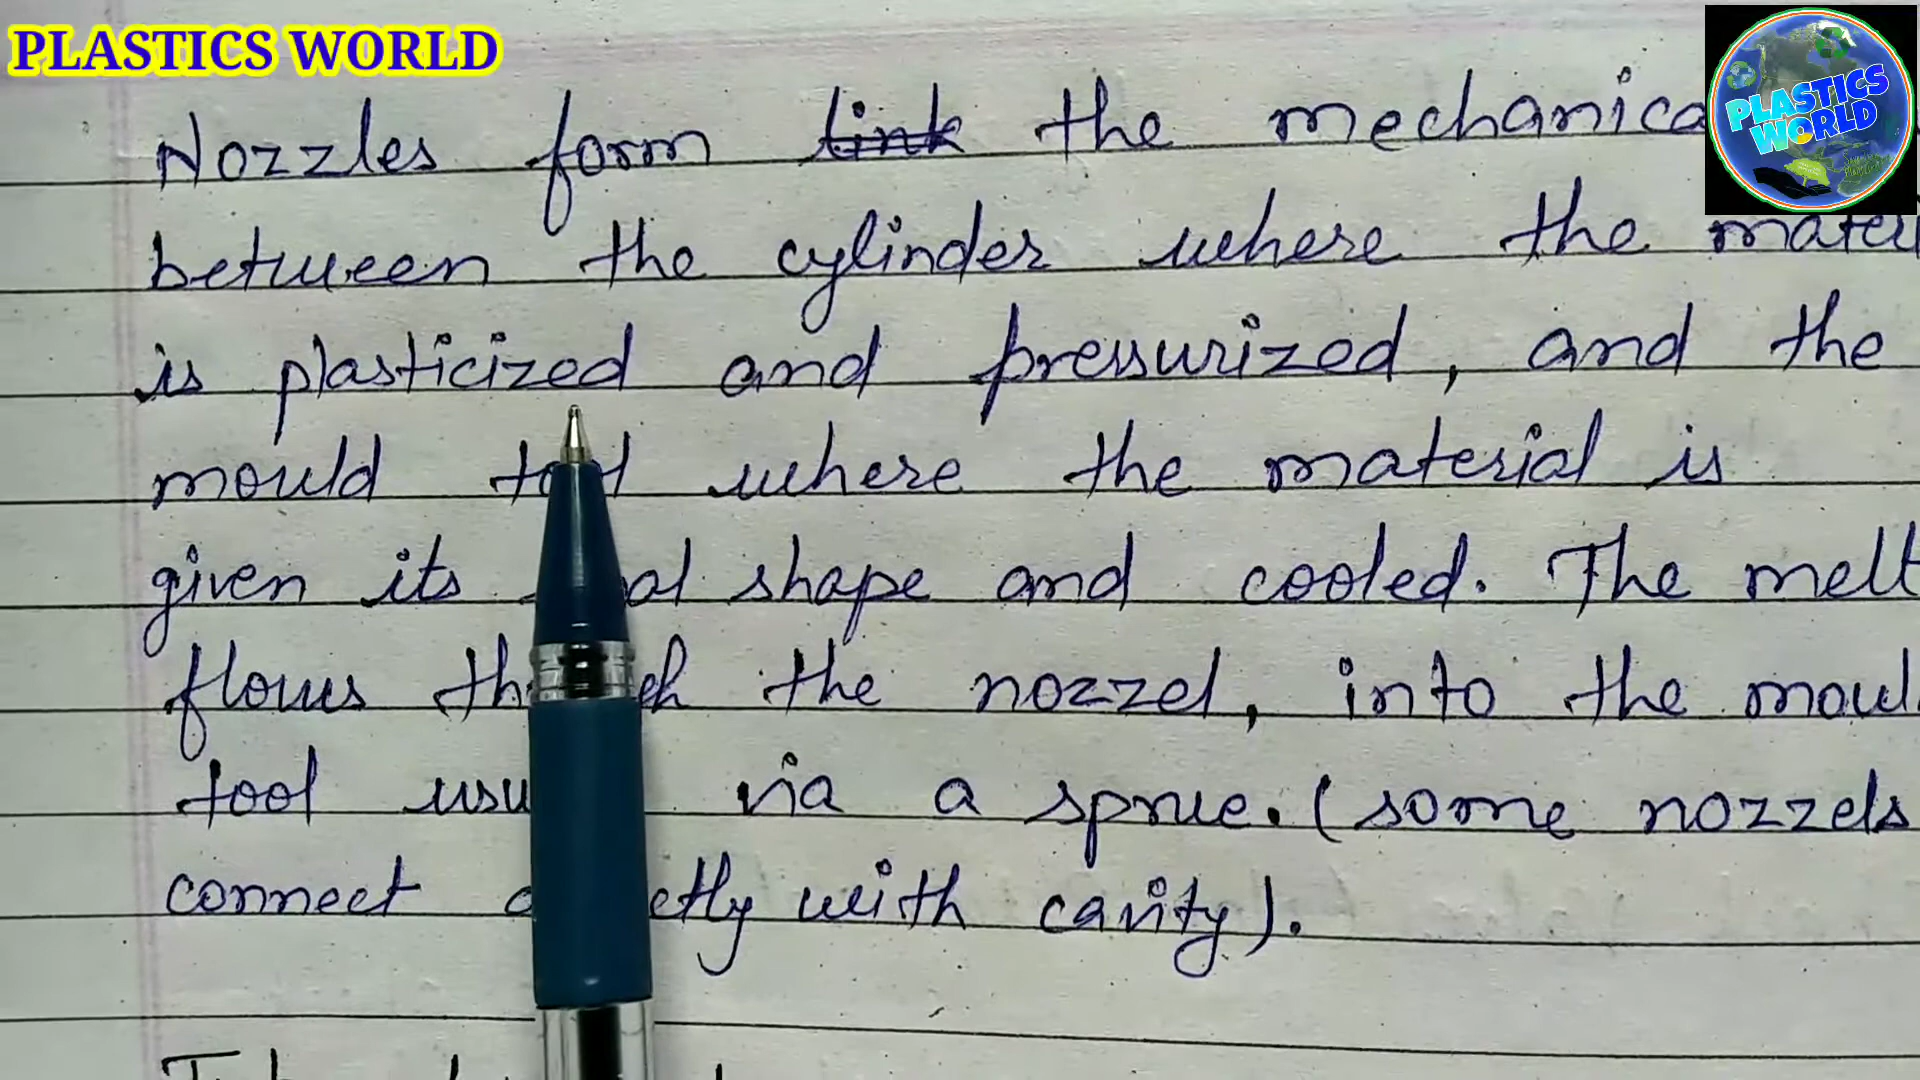 PLASTICS WORLD
PLASTICS WORLD
Nozzles form link the mechanica
between the cylinder where the materi
is plasticized and pressurized, and the
mould where the material is
given its shape and cooled. The melt
flows the nozzel, into the moul
tool via a sprue. (some nozzels
connect with cavity).